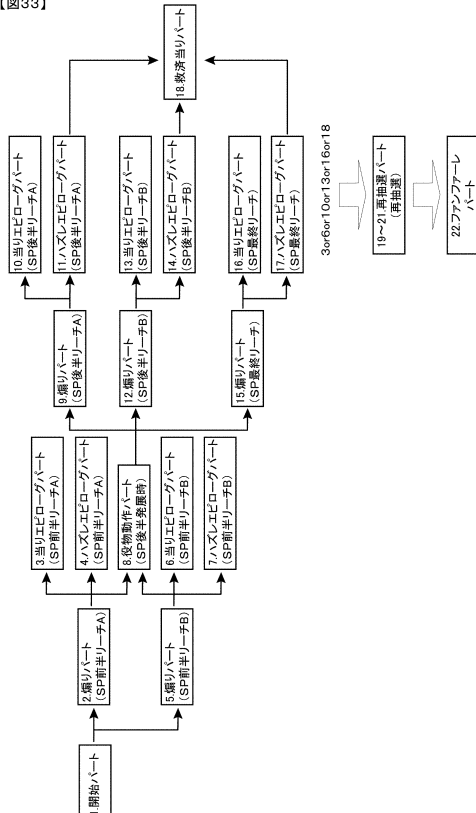 【図33】
.開始パート
2.煽りパート
(SP前半リーチA)
5.煽りパート
(SP前半リーチB)
3.当りエピローグパート
(SP前半リーチA)
4.ハズレエピローグパート
(SP前半リーチA)
8.役物動作パート
(SP後半発展時)
6.当りエピローグパート
(SP前半リーチB)
7.ハズレエピローグパート
(SP前半リーチB)
9.煽りパート
(SP後半リーチA)
12.煽りパート
(SP後半リーチB)
15.煽りパート
(SP最終リーチ)
10.当りエピローグパート
(SP後半リーチA)
11.ハズレエピローグパート
(SP後半リーチA)
13.当りエピローグパート
(SP後半リーチB)
14.ハズレエピローグパート
(SP後半リーチB)
16.当りエピローグパート
(SP最終リーチ)
17.ハズレエピローグパート
(SP最終リーチ)
18.救済当りパート
3or6or10or13or16or18
19~21.再抽選パート
(再抽選)
22.ファンファーレ
パート